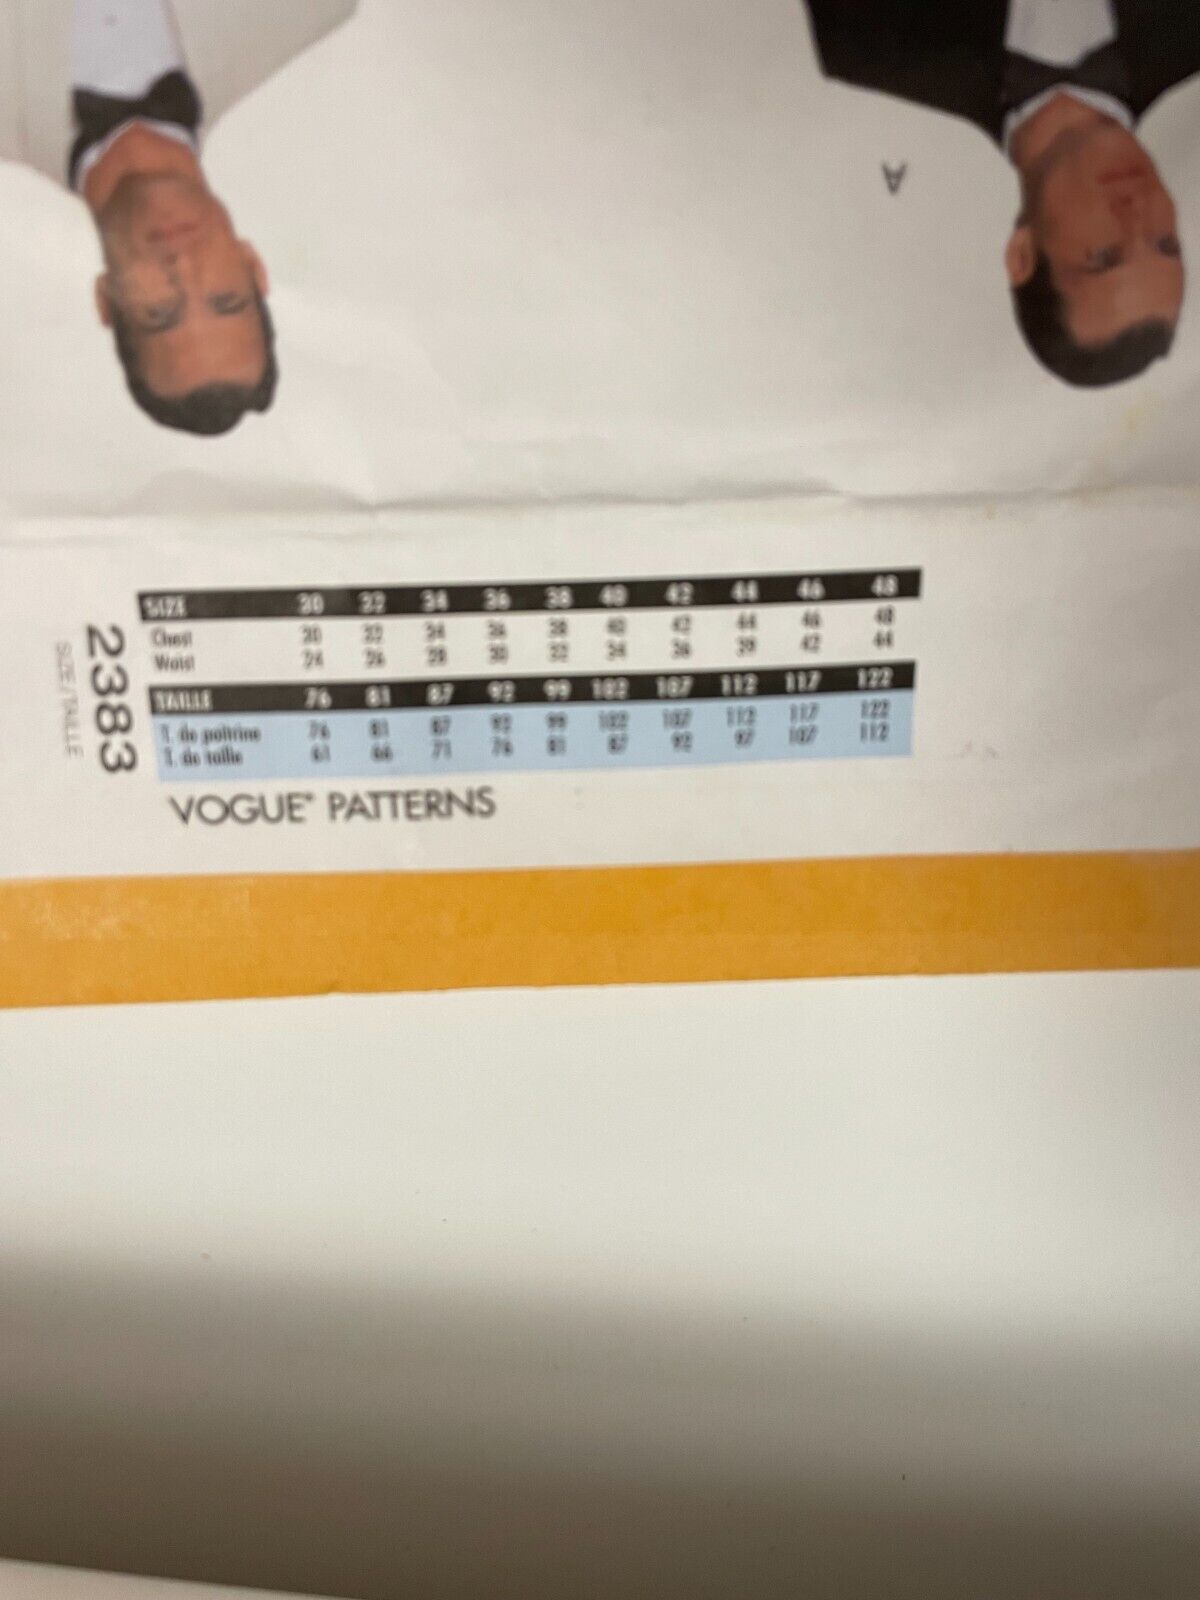 A
SIZE 30 32 34 36 38 40 42 44 46 48
Chest 30 32 34 36 38 40 42 44 46 48
Waist 24 26 28 30 32 34 36 39 42 44
TAILLE 76 81 87 92 99 102 107 112 117 122
T. de poitrine 76 81 87 92 99 102 107 112 117 122
T. de taille 61 66 71 76 81 87 92 97 107 112
VOGUE® PATTERNS
2383
SIZE/TAILLE